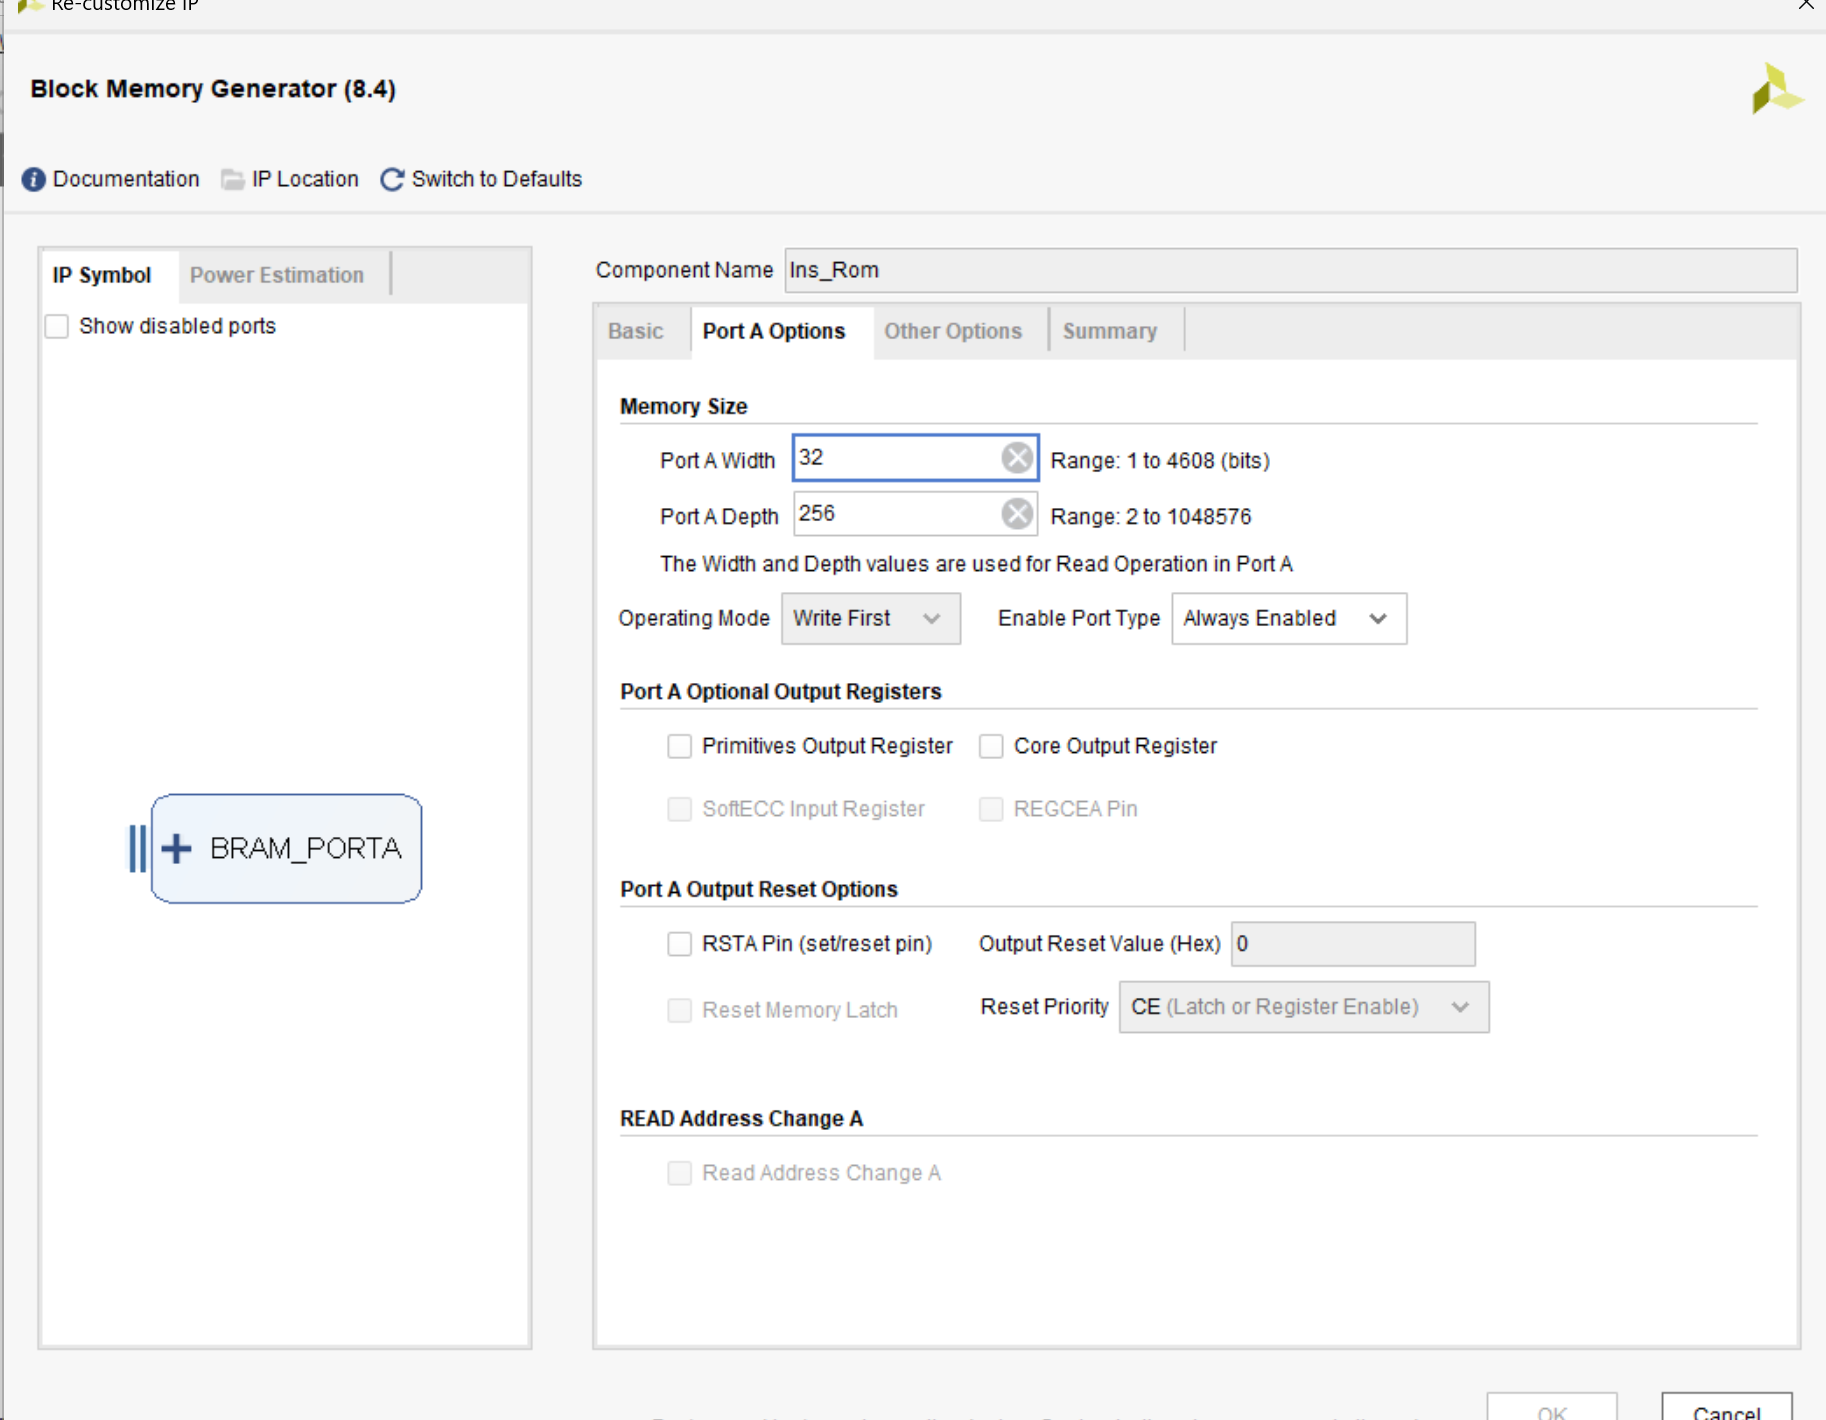 Re-customize IP
Block Memory Generator (8.4)
Documentation IP Location Switch to Defaults
IP Symbol Power Estimation
Show disabled ports
BRAM_PORTA
Component Name Ins_Rom
Basic Port A Options Other Options Summary
Memory Size
Port A Width 32 Range: 1 to 4608 (bits)
Port A Depth 256 Range: 2 to 1048576
The Width and Depth values are used for Read Operation in Port A
Operating Mode Write First Enable Port Type Always Enabled
Port A Optional Output Registers
Primitives Output Register Core Output Register
SoftECC Input Register REGCEA Pin
Port A Output Reset Options
RSTA Pin (set/reset pin) Output Reset Value (Hex) 0
Reset Memory Latch Reset Priority CE (Latch or Register Enable)
READ Address Change A
Read Address Change A
OK Cancel